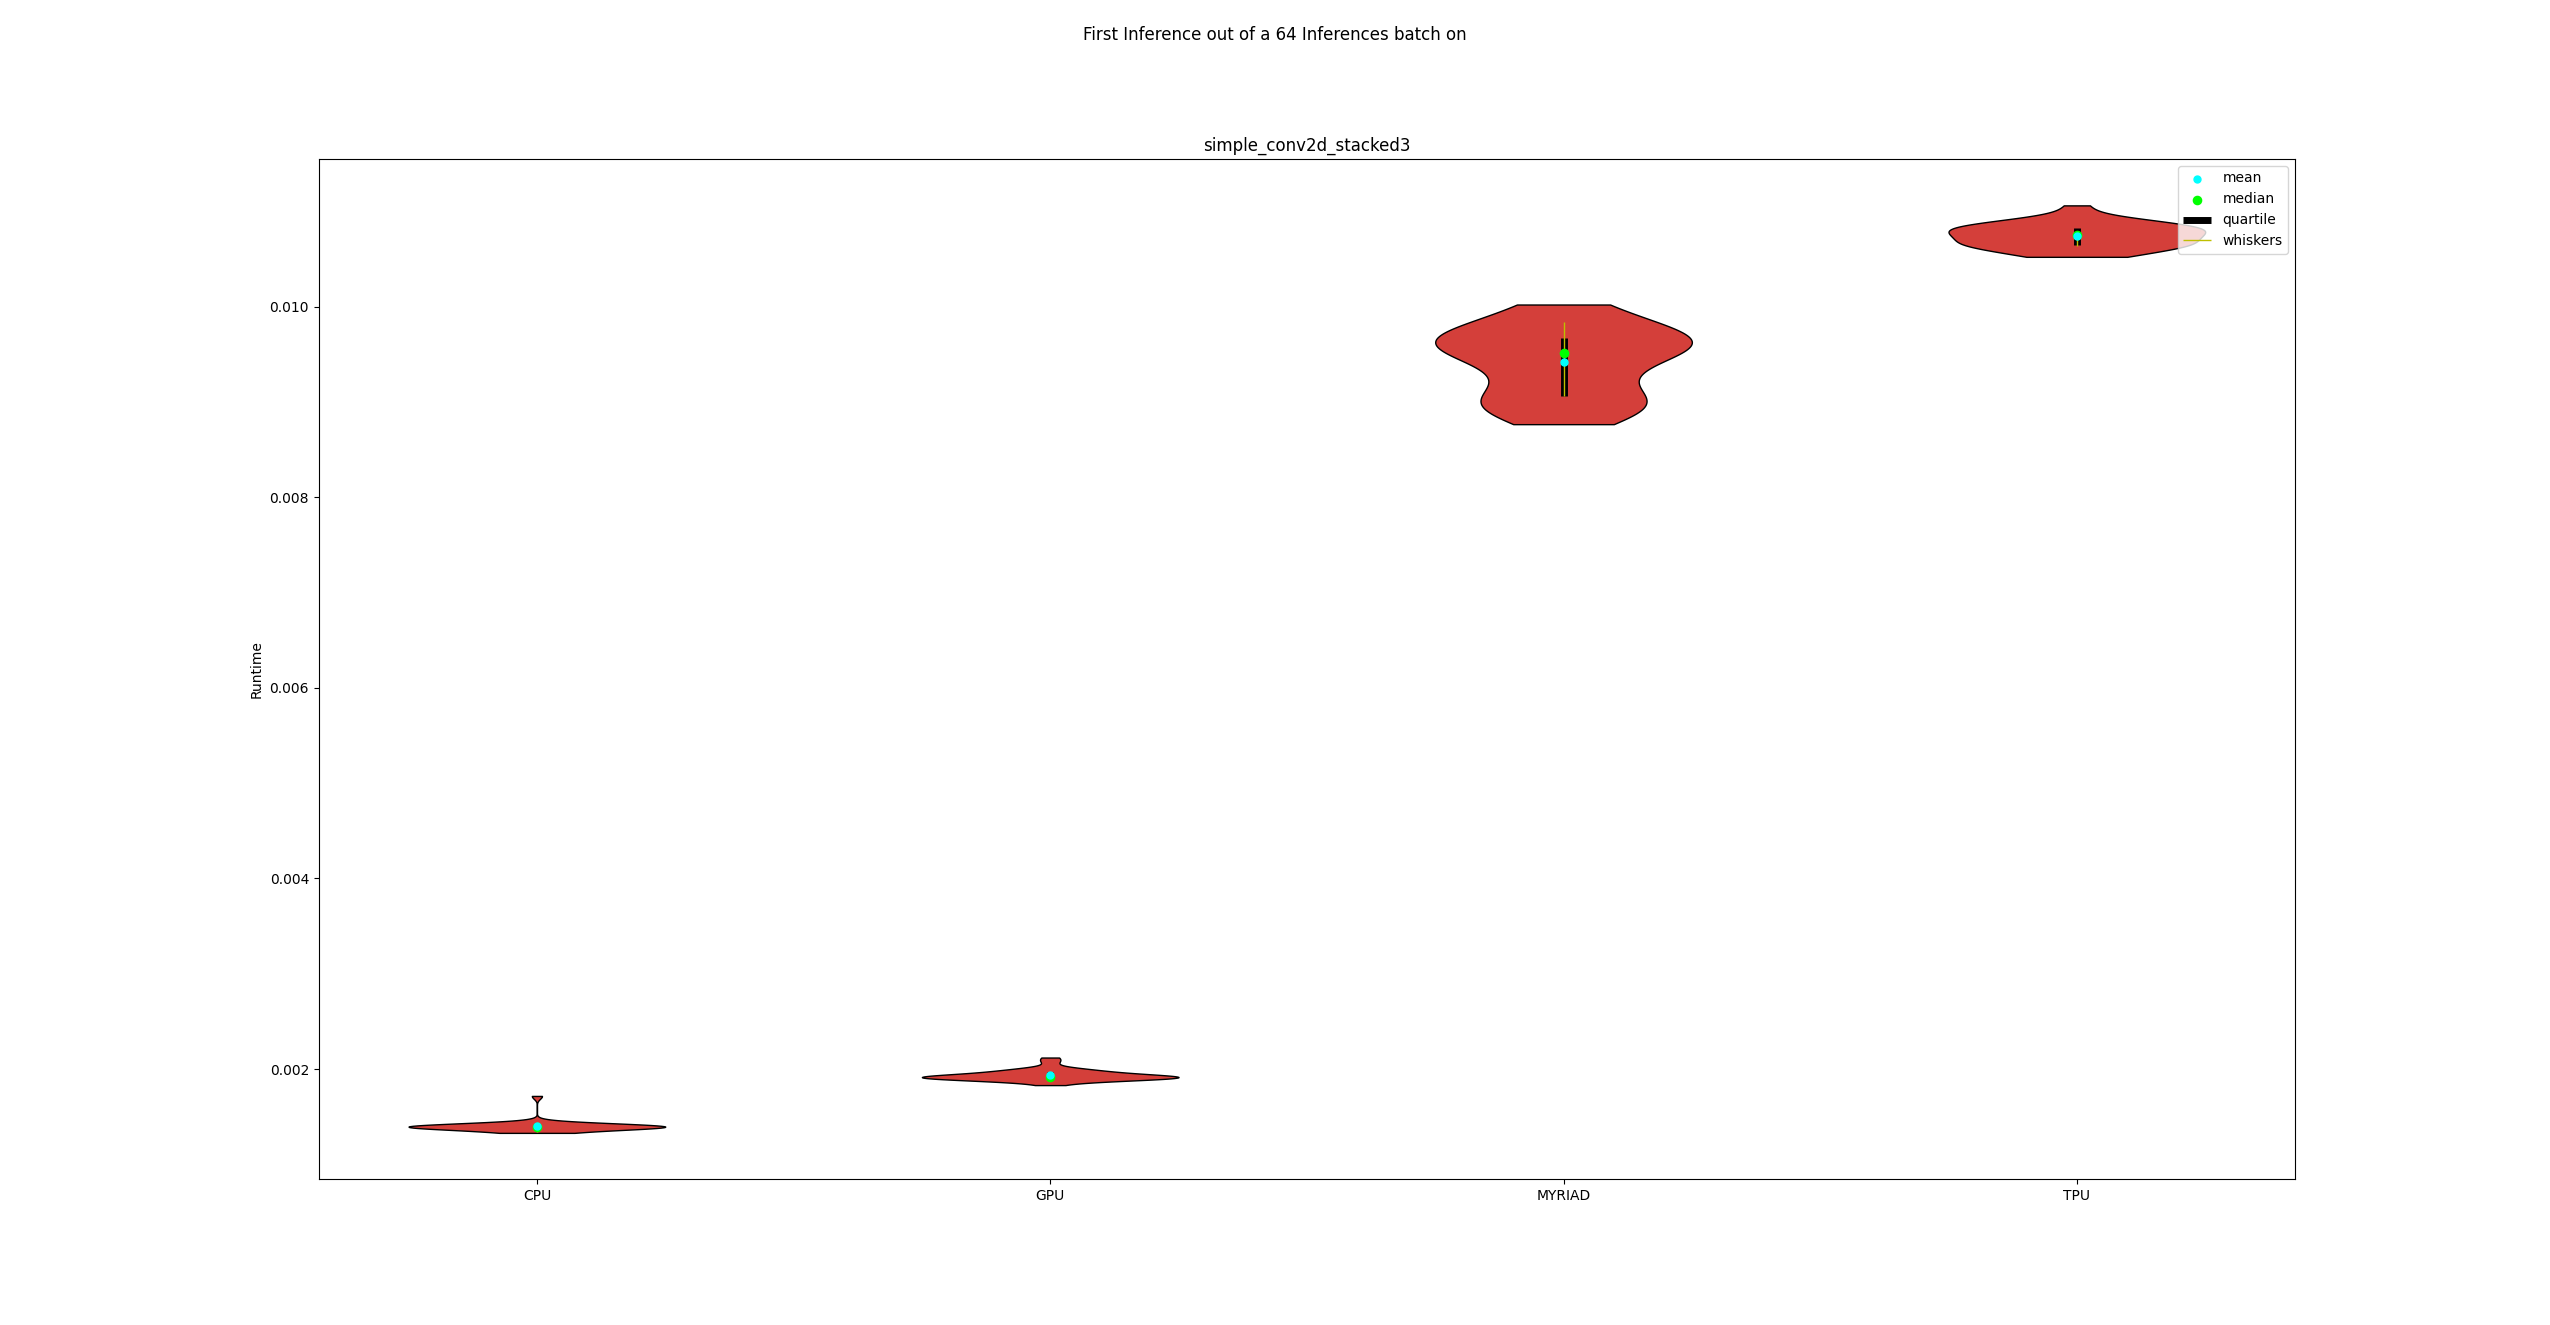 First Inference out of a 64 Inferences batch on
simple_conv2d_stacked3
mean
median
quartile
whiskers
Runtime
0.010
0.008
0.006
0.004
0.002
CPU GPU MYRIAD TPU